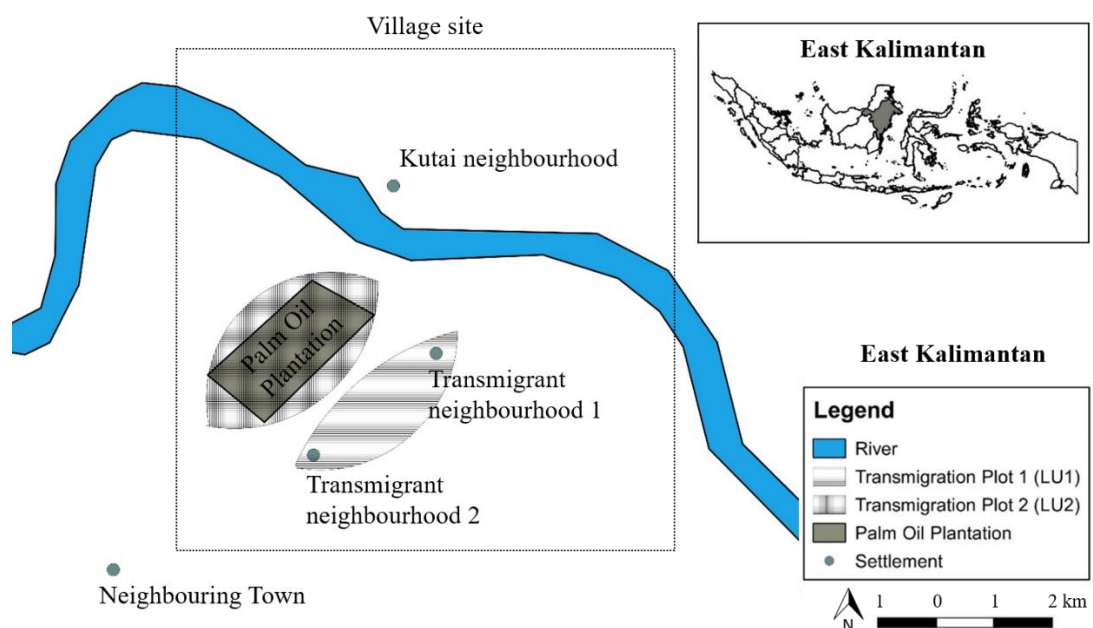 Village site
East Kalimantan
Kutai neighbourhood
Palm Oil
Plantation
Transmigrant
neighbourhood 1
Transmigrant
neighbourhood 2
Neighbouring Town
East Kalimantan
Legend
River
Transmigration Plot 1 (LU1)
Transmigration Plot 2 (LU2)
Palm Oil Plantation
Settlement
N
1 0 1 2 km